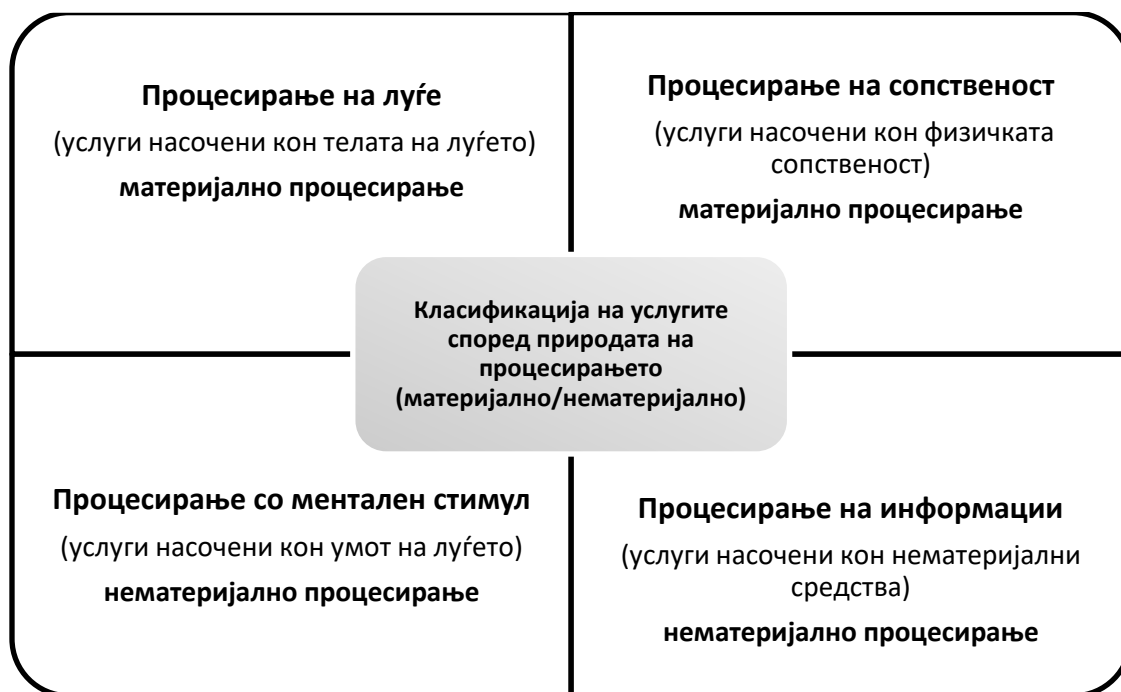 Процесирање на луѓе
(услуги насочени кон телата на луѓето)
материјално процесирање
Процесирање на сопственост
(услуги насочени кон физичката
сопственост)
материјално процесирање
Класификација на услугите
според природата на
процесирањето
(материјално/нематеријално)
Процесирање со ментален стимул
(услуги насочени кон умот на луѓето)
нематеријално процесирање
Процесирање на информации
(услуги насочени кон нематеријални
средства)
нематеријално процесирање